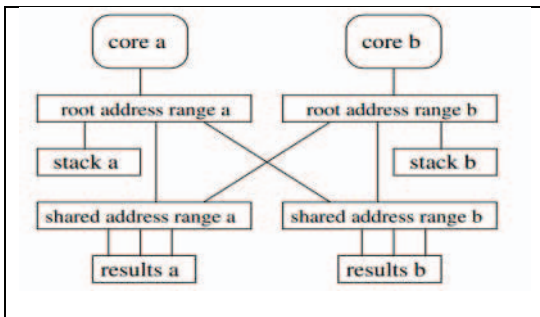 core a
core b
root address range a
root address range b
stack a
stack b
shared address range a
shared address range b
results a
results b